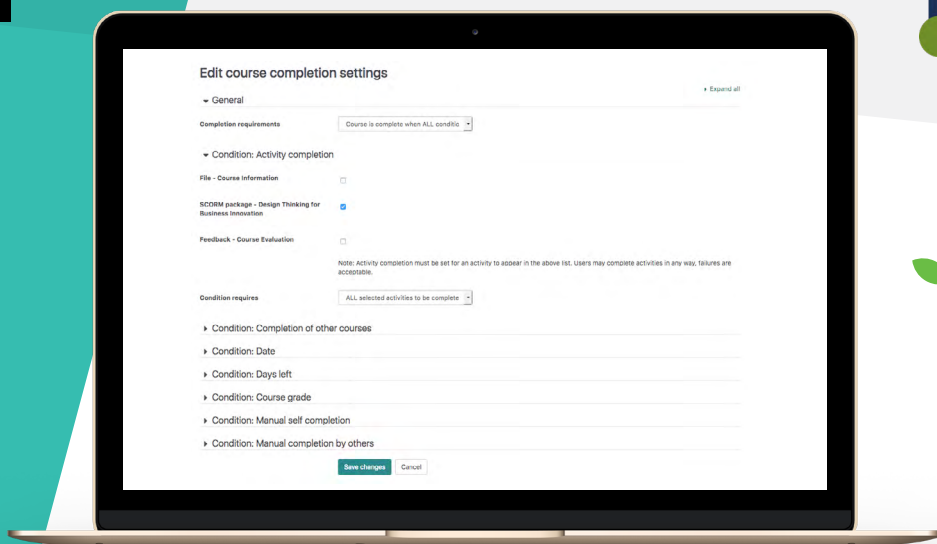 Edit course completion settings
Expand all
General
Completion requirements
Course is complete when ALL conditic
Condition: Activity completion
File - Course Information
SCORM package - Design Thinking for
Business Innovation
Feedback - Course Evaluation
Note: Activity completion must be set for an activity to appear in the above list. Users may complete activities in any way, failures are
acceptable.
Condition requires
ALL selected activities to be complete
Condition: Completion of other courses
Condition: Date
Condition: Days left
Condition: Course grade
Condition: Manual self completion
Condition: Manual completion by others
Save changes
Cancel